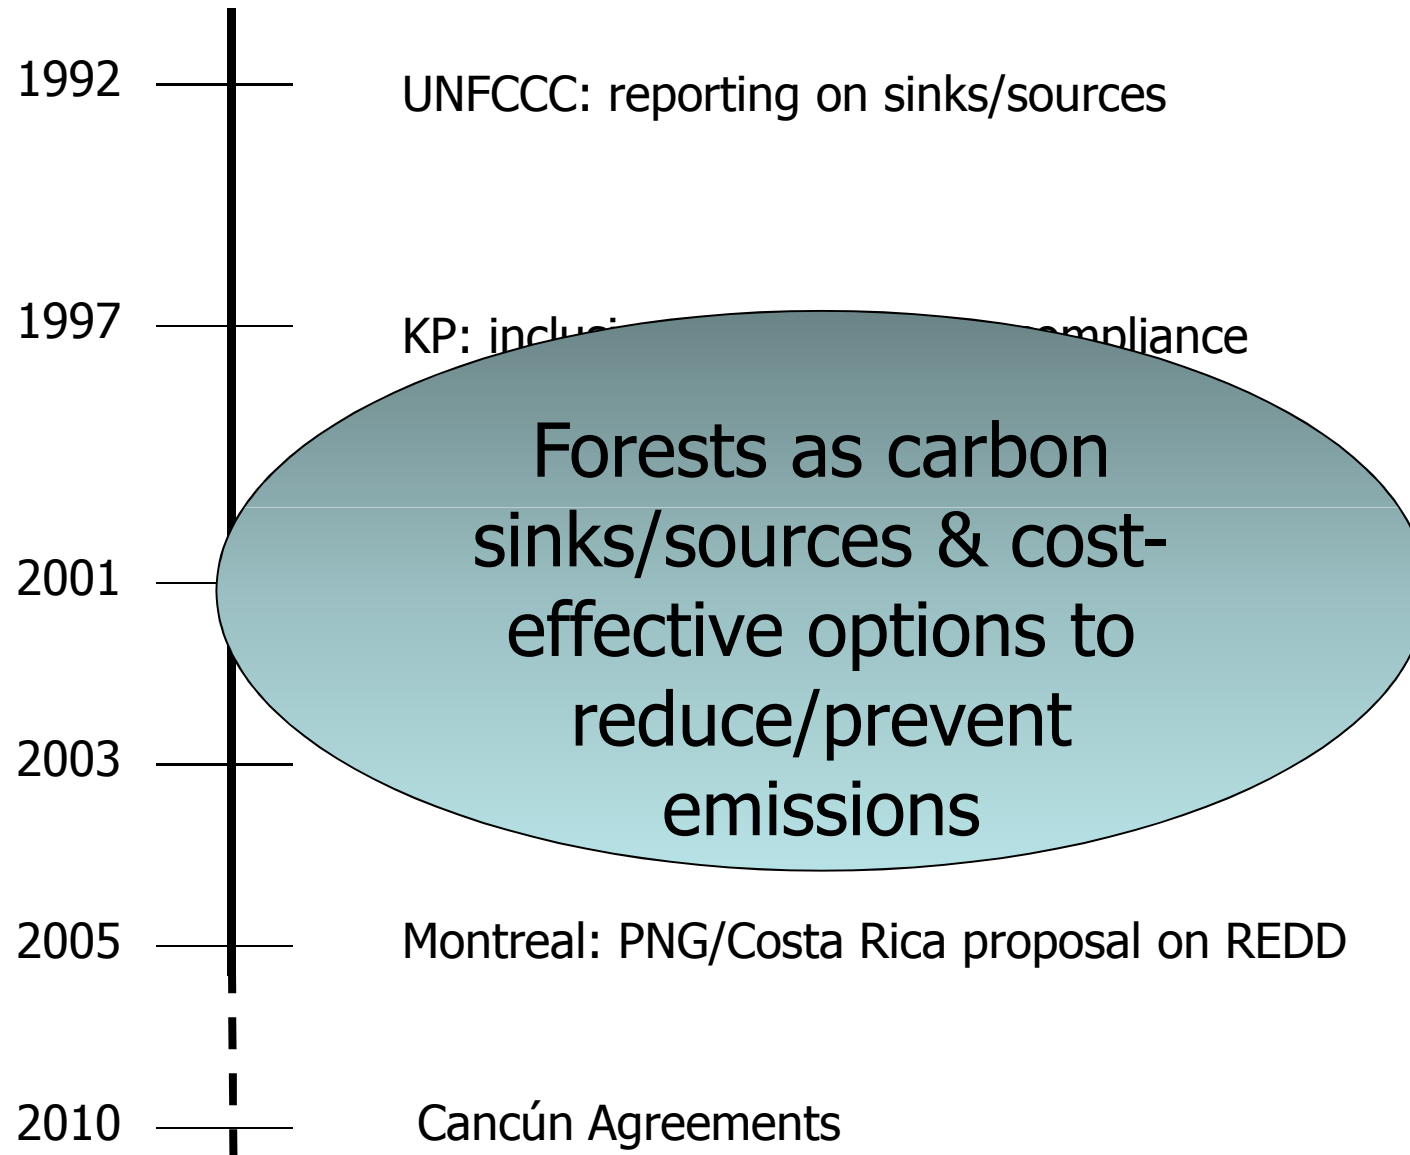 1992
UNFCCC: reporting on sinks/sources
1997
KP: compliance
Forests as carbon
sinks/sources & cost-
effective options to
reduce/prevent
emissions
2001
2003
2005
Montreal: PNG/Costa Rica proposal on REDD
2010
Cancún Agreements